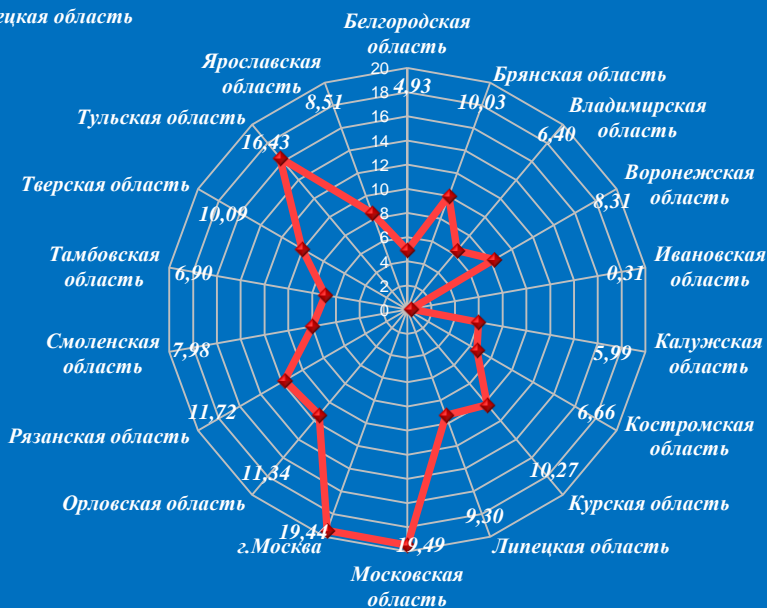 ецкая область
Белгородская
область
Ярославская
область
Брянская область
20
4,93
18
8,51
10,03
Владимирская
область
16
Тульская область
16,43
6,40
14
12
Воронежская
область
Тверская область
10
10,09
8,31
8
6
Ивановская
область
Тамбовская
область
4
6,90
0,31
2
0
Смоленская
область
7,98
Калужская
область
5,99
Рязанская область
11,72
6,66
Костромская
область
Орловская область
11,34
10,27
Курская область
г.Москва
19,44
19,49
9,30
Липецкая область
Московская
область